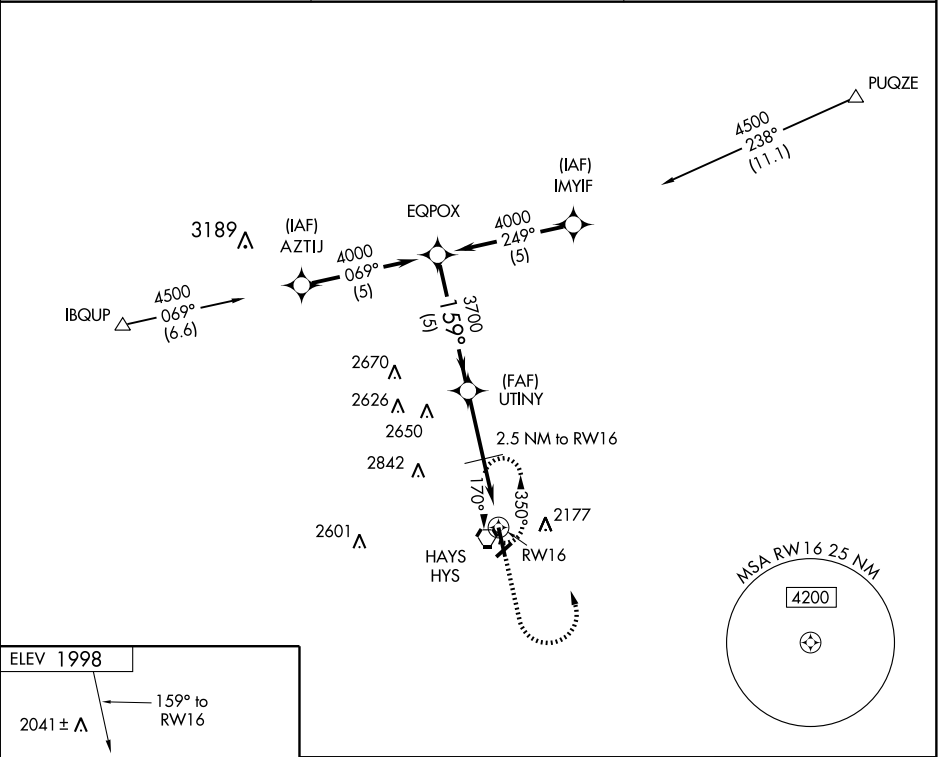 PUQZE
4500
238°
(11.1)
(IAF)
IMYIF
4000
249°
(5)
EQPOX
3189
(IAF)
AZTIJ
4000
069°
(5)
4500
069°
(6.6)
IBQUP
3700
159°
(5)
(FAF)
UTINY
2670
2626
2650
2842
2601
2.5 NM to RW16
170°
350°
2177
HAYS
HYS
RW16
MSA RW16 25 NM
4200
ELEV 1998
159° to
RW16
2041±